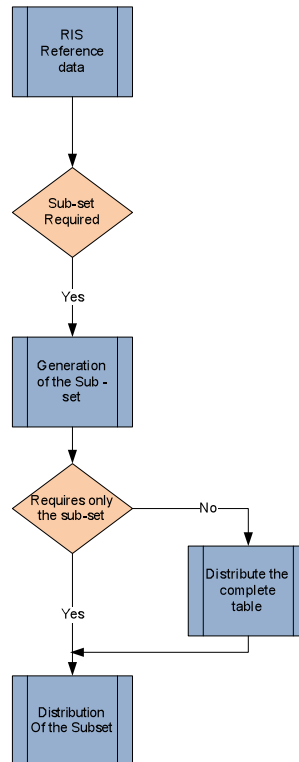 RIS
Reference
data
Sub-set
Required
Yes
Generation
of the Sub -
set
Requires only
the sub-set
No
Distribute the
complete
table
Yes
Distribution
Of the Subset